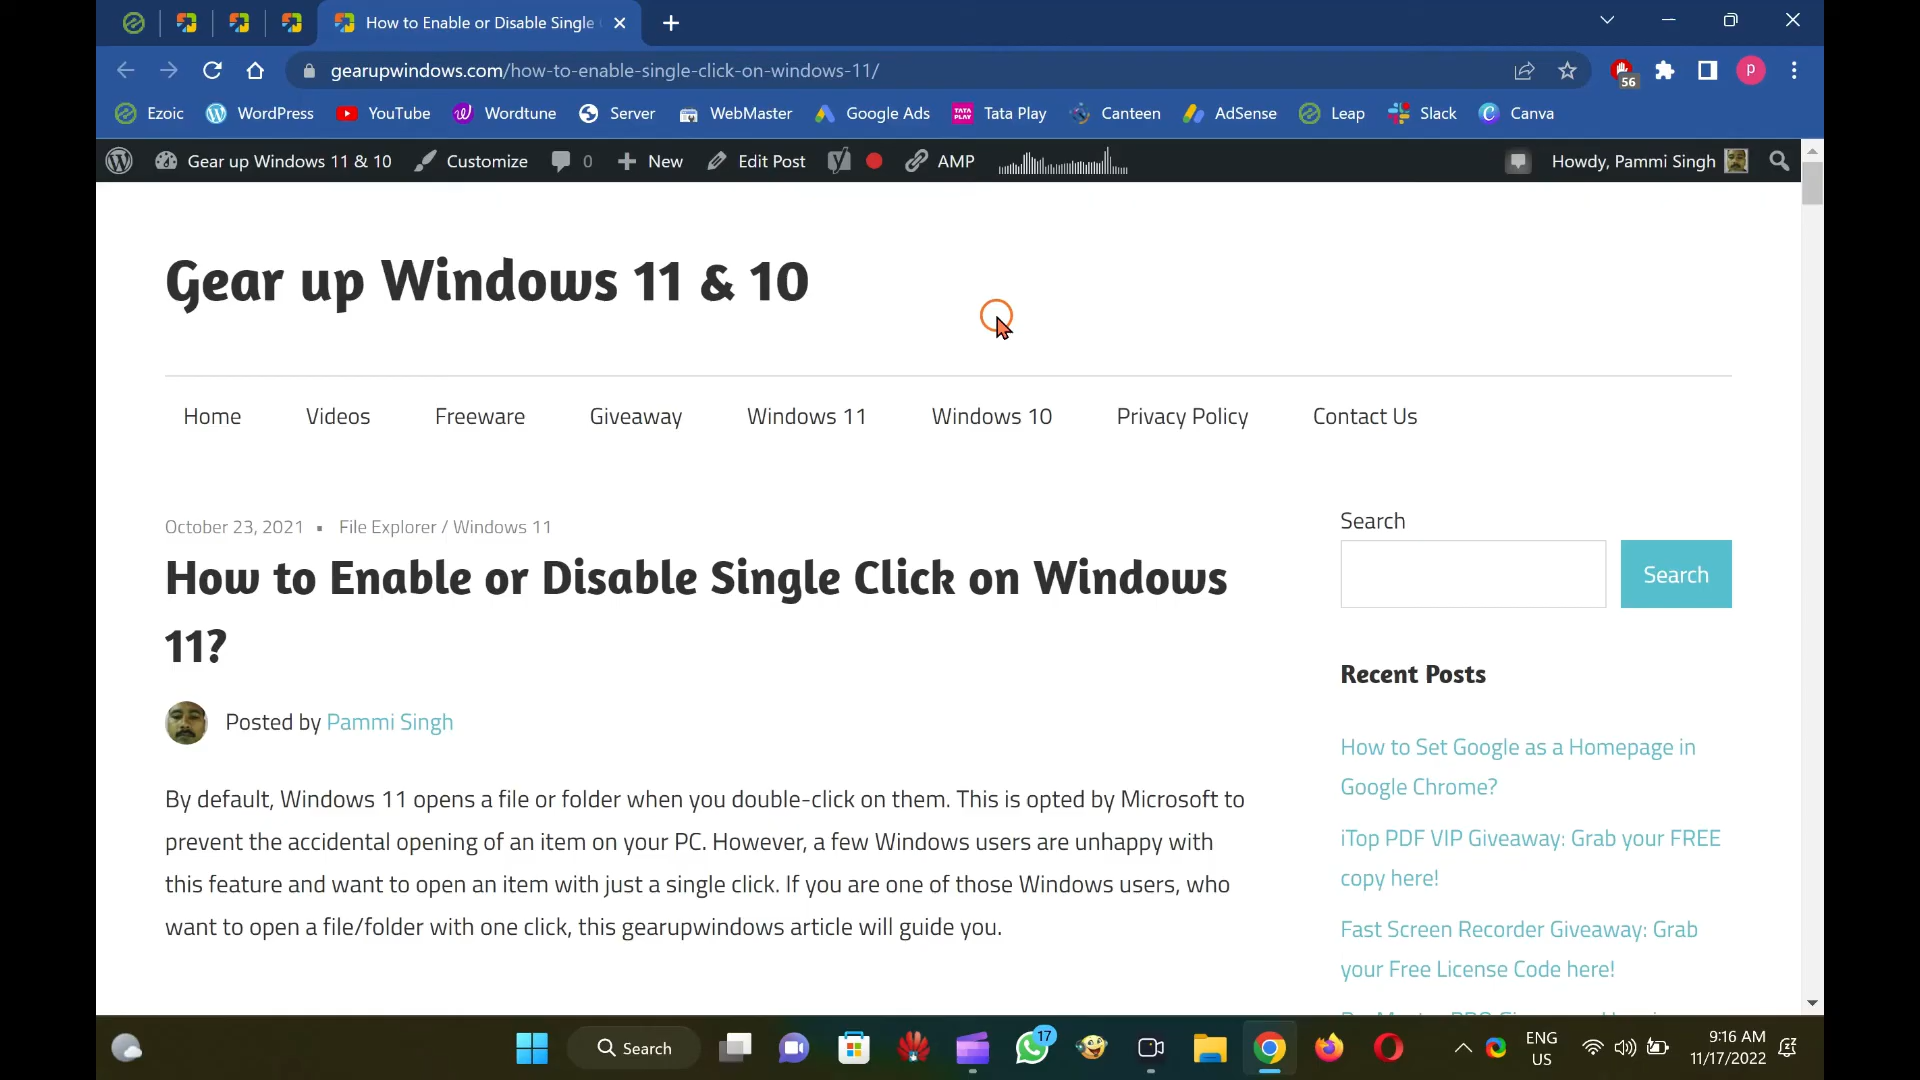 How to Enable or Disable Single
gearupwindows.com/how-to-enable-single-click-on-windows-11/
56
P
Ezoic WordPress YouTube Wordtune Server WebMaster Google Ads TATA PLAY Tata Play Canteen AdSense Leap Slack Canva
Gear up Windows 11 & 10 Customize 0 New Edit Post AMP Howdy, Pammi Singh
Gear up Windows 11 & 10
Home Videos Freeware Giveaway Windows 11 Windows 10 Privacy Policy Contact Us
October 23, 2021 ▪ File Explorer / Windows 11
How to Enable or Disable Single Click on Windows
11?
Posted by Pammi Singh
By default, Windows 11 opens a file or folder when you double-click on them. This is opted by Microsoft to
prevent the accidental opening of an item on your PC. However, a few Windows users are unhappy with
this feature and want to open an item with just a single click. If you are one of those Windows users, who
want to open a file/folder with one click, this gearupwindows article will guide you.
Search
Search
Recent Posts
How to Set Google as a Homepage in
Google Chrome?
iTop PDF VIP Giveaway: Grab your FREE
copy here!
Fast Screen Recorder Giveaway: Grab
your Free License Code here!
Search
17
ENG
US
9:16 AM
11/17/2022